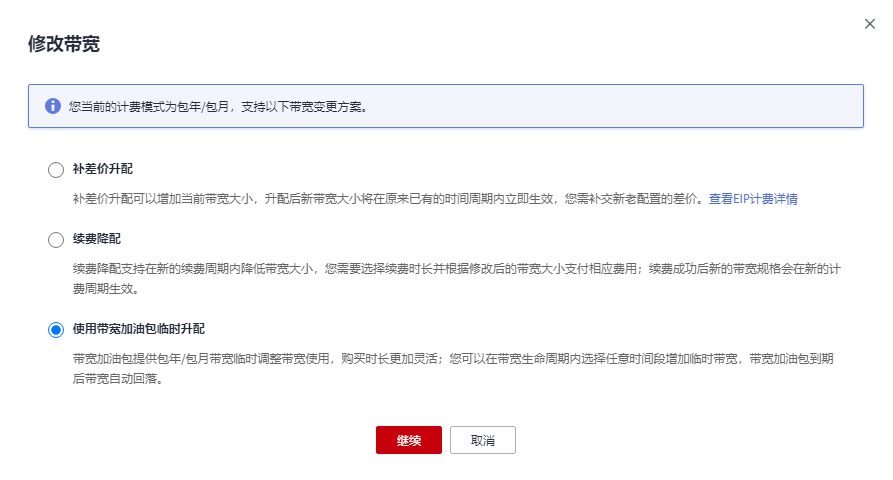 修改带宽
您当前的计费模式为包年/包月，支持以下带宽变更方案。
补差价升配
补差价升配可以增加当前带宽大小，升配后新带宽大小将在原来已有的时间周期内立即生效，您需补交新老配置的差价。查看EIP计费详情
续费降配
续费降配支持在新的续费周期内降低带宽大小，您需要选择续费时长并根据修改后的带宽大小支付相应费用；续费成功后新的带宽规格会在新的计
费周期生效。
使用带宽加油包临时升配
带宽加油包提供包年/包月带宽临时调整带宽使用，购买时长更加灵活；您可以在带宽生命周期内选择任意时间段增加临时带宽，带宽加油包到期
后带宽自动回落。
继续
取消